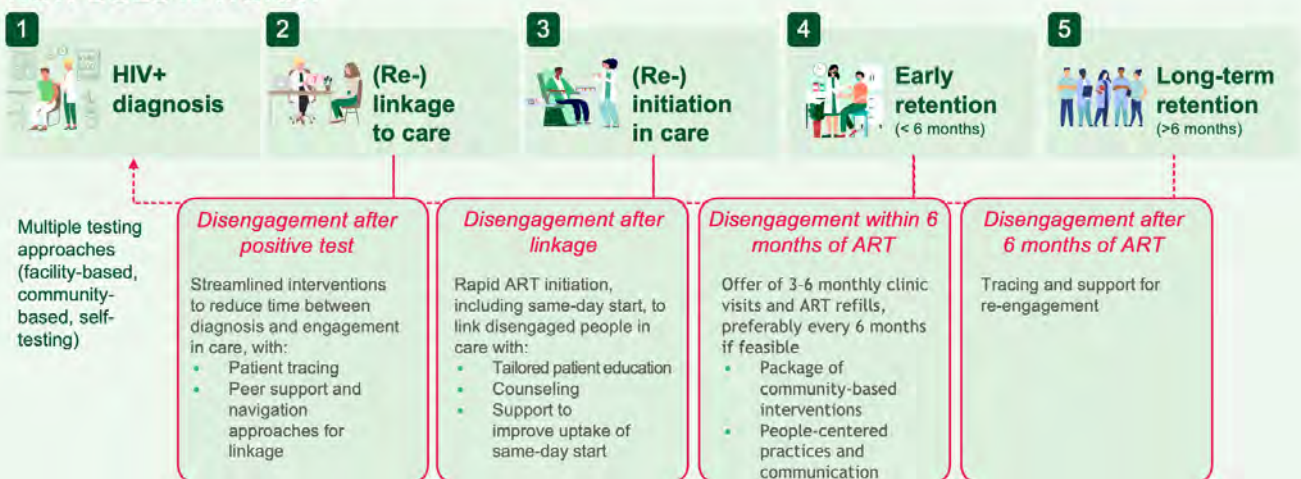 1
HIV+
diagnosis
2
(Re-)
linkage
to care
3
(Re-)
initiation
in care
4
Early
retention
(< 6 months)
5
Long-term
retention
(>6 months)
Multiple testing
approaches
(facility-based,
community-
based, self-
testing)
Disengagement after
positive test
Streamlined interventions
to reduce time between
diagnosis and engagement
in care, with:
• Patient tracing
• Peer support and
navigation
approaches for
linkage
Disengagement after
linkage
Rapid ART initiation,
including same-day start, to
link disengaged people in
care with:
• Tailored patient education
• Counseling
• Support to
improve uptake of
same-day start
Disengagement within 6
months of ART
Offer of 3-6 monthly clinic
visits and ART refills,
preferably every 6 months
if feasible
• Package of
community-based
interventions
• People-centered
practices and
communication
Disengagement after
6 months of ART
Tracing and support for
re-engagement